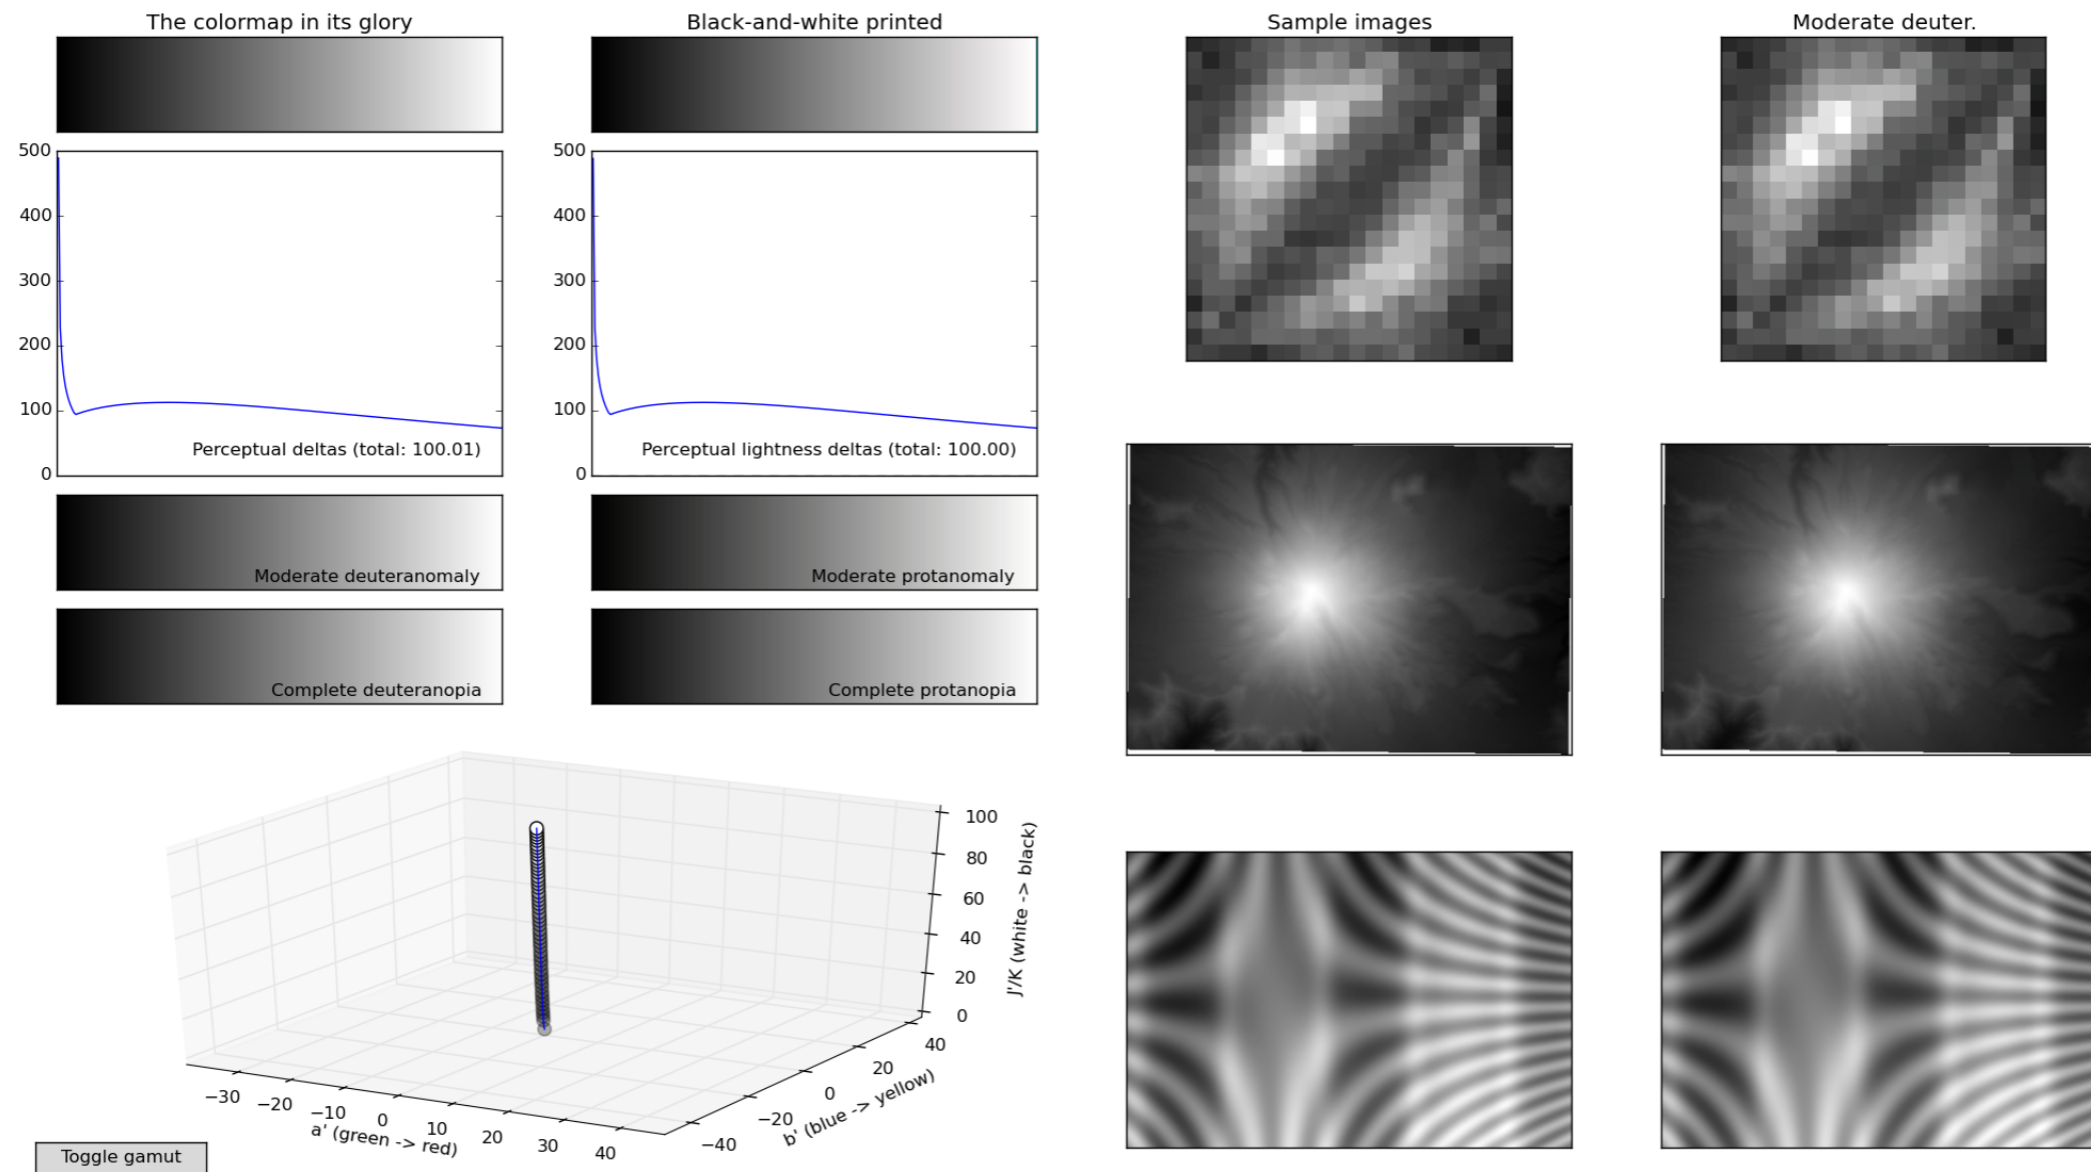 The colormap in its glory
Black-and-white printed
Sample images
Moderate deuter.
500
400
300
200
100
0
Perceptual deltas (total: 100.01)
500
400
300
200
100
0
Perceptual lightness deltas (total: 100.00)
Moderate deuteranomaly
Moderate protanomaly
Complete deuteranopia
Complete protanopia
100
80
60
40
20
0
J'/K (white -> black)
−30 −20 −10 0 10 20 30 40
a' (green -> red)
40
20
0
−20
−40
b' (blue -> yellow)
Toggle gamut